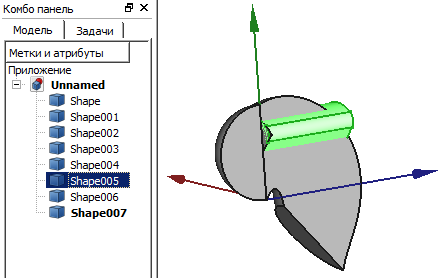 Комбо панель
Модель
Задачи
Метки и атрибуты
Приложение
Unnamed
Shape
Shape001
Shape002
Shape003
Shape004
Shape005
Shape006
Shape007